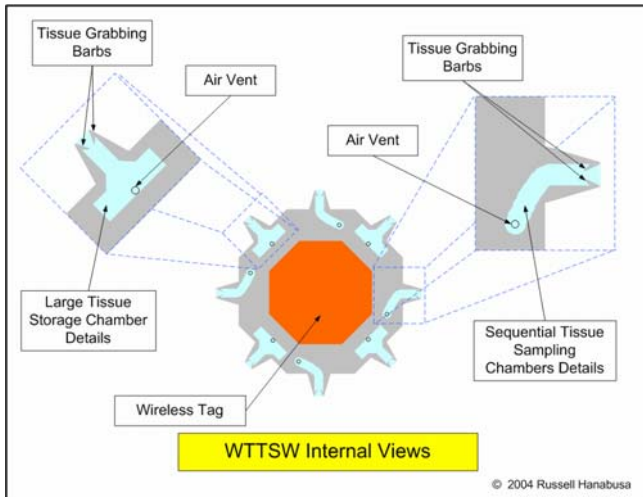 Tissue Grabbing
Barbs
Air Vent
Tissue Grabbing
Barbs
Air Vent
Large Tissue
Storage Chamber
Details
Sequential Tissue
Sampling
Chambers Details
Wireless Tag
WTTSW Internal Views
© 2004 Russell Hanabusa